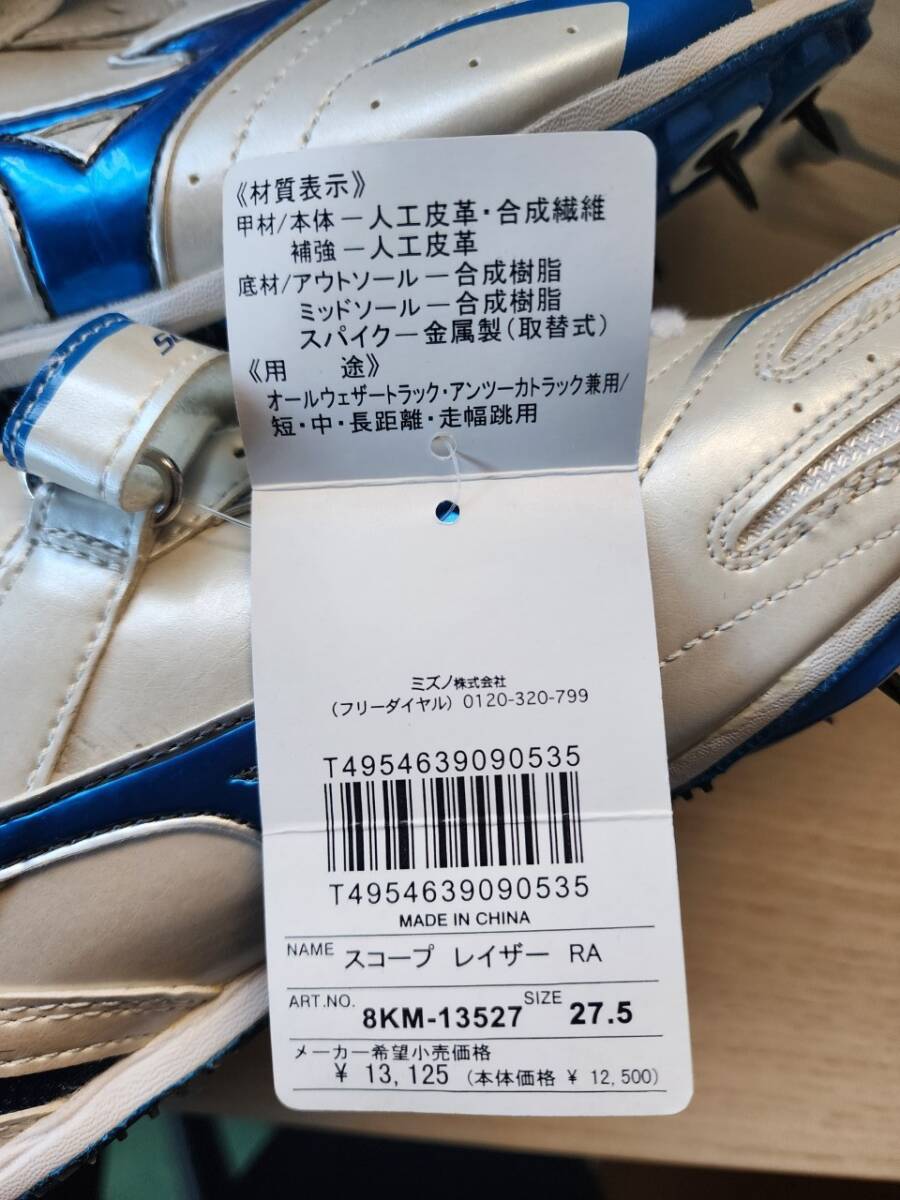 《材質表示》
甲材/本体ー人工皮革・合成繊維
補強ー人工皮革
底材/アウトソールー合成樹脂
ミッドソールー合成樹脂
スパイクー金属製(取替式)
《用 途》
オールウェザートラック・アンツーカトラック兼用/
短・中・長距離・走幅跳用
ミズノ株式会社
(フリーダイヤル) 0120-320-799
T4954639090535
T4954639090535
MADE IN CHINA
NAME スコープ レイザー RA
ART.NO. 8KM-13527 SIZE 27.5
メーカー希望小売価格
¥ 13,125 (本体価格 ¥ 12,500)